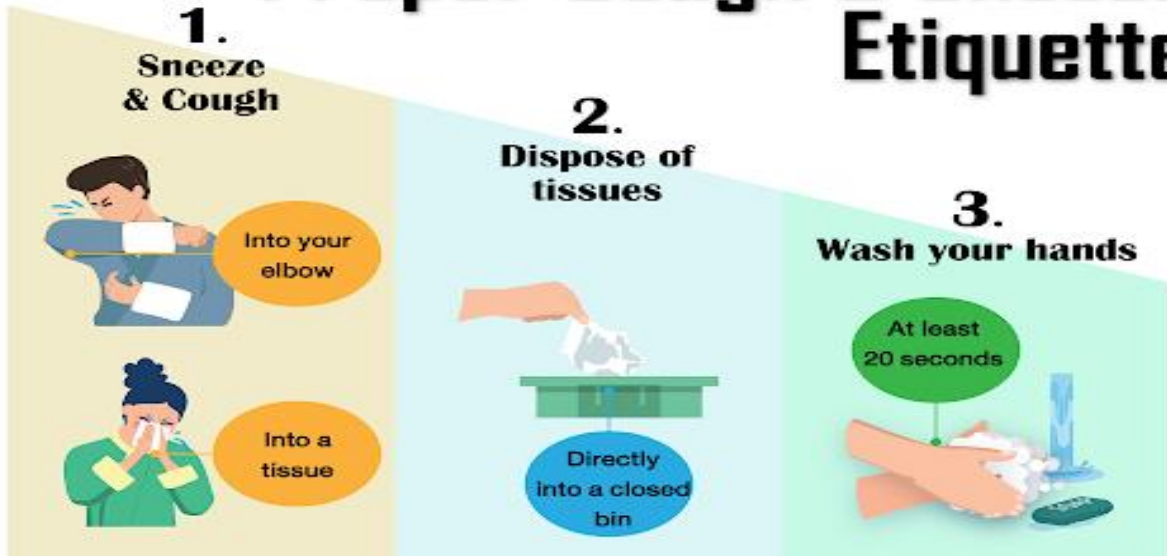 Etiquette
1.
Sneeze
& Cough
Into your
elbow
Into a
tissue
2.
Dispose of
tissues
Directly
into a closed
bin
3.
Wash your hands
At least
20 seconds